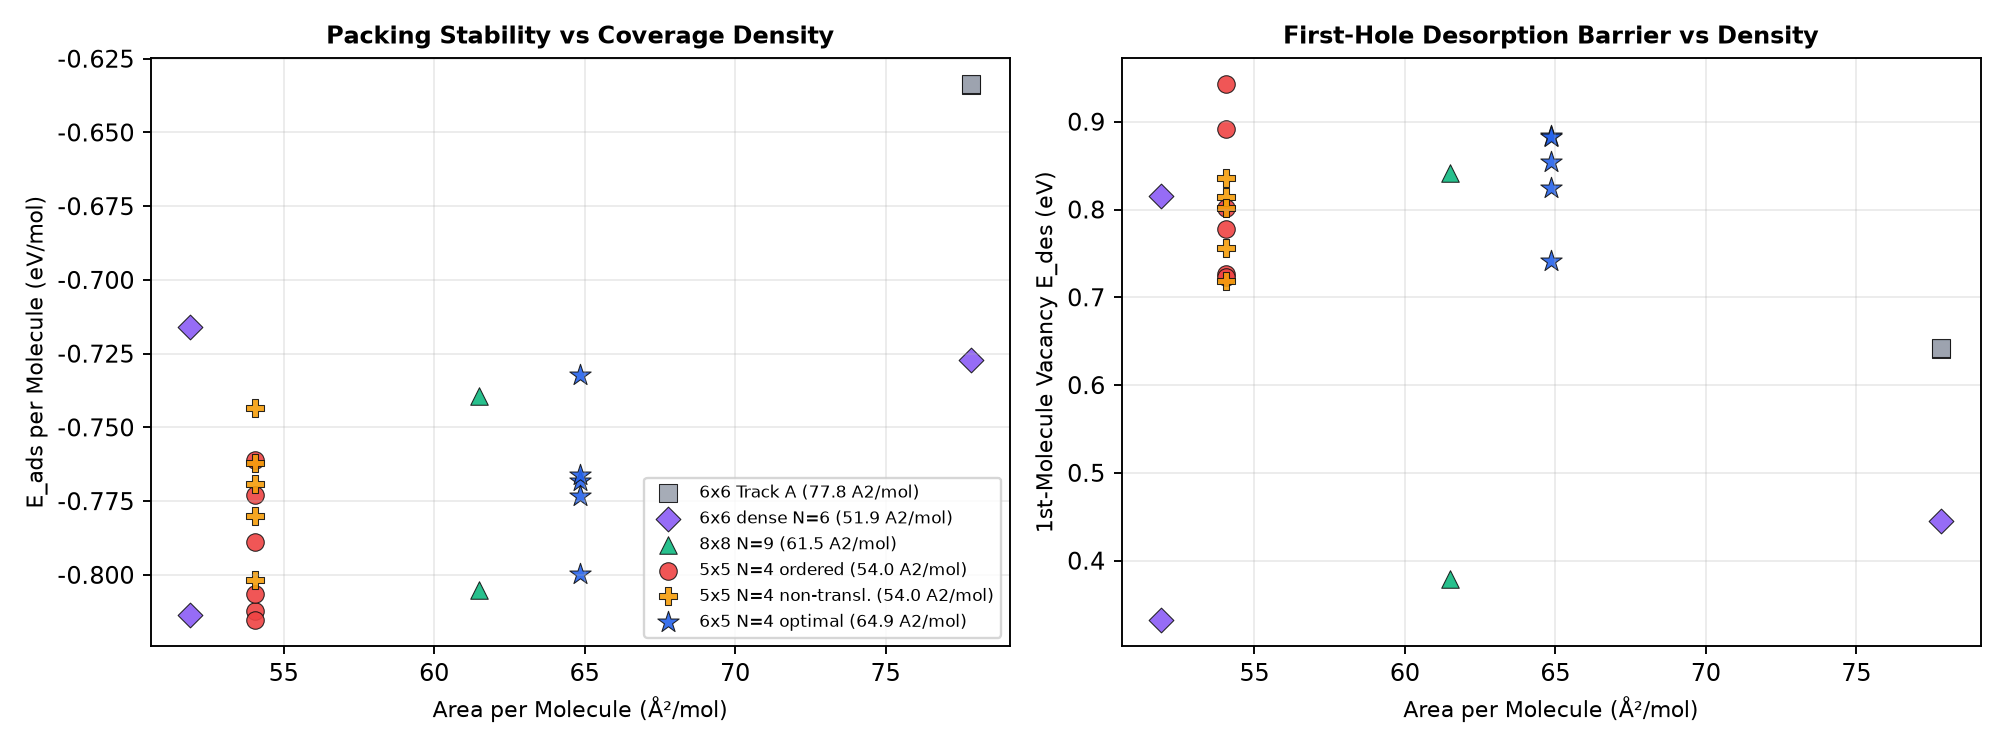 Packing Stability vs Coverage Density
E_ads per Molecule (eV/mol)
-0.625
-0.650
-0.675
-0.700
-0.725
-0.750
-0.775
-0.800
55
60
65
70
75
Area per Molecule (Å²/mol)
6x6 Track A (77.8 A2/mol)
6x6 dense N=6 (51.9 A2/mol)
8x8 N=9 (61.5 A2/mol)
5x5 N=4 ordered (54.0 A2/mol)
5x5 N=4 non-transl. (54.0 A2/mol)
6x5 N=4 optimal (64.9 A2/mol)
First-Hole Desorption Barrier vs Density
1st-Molecule Vacancy E_des (eV)
0.9
0.8
0.7
0.6
0.5
0.4
55
60
65
70
75
Area per Molecule (Å²/mol)